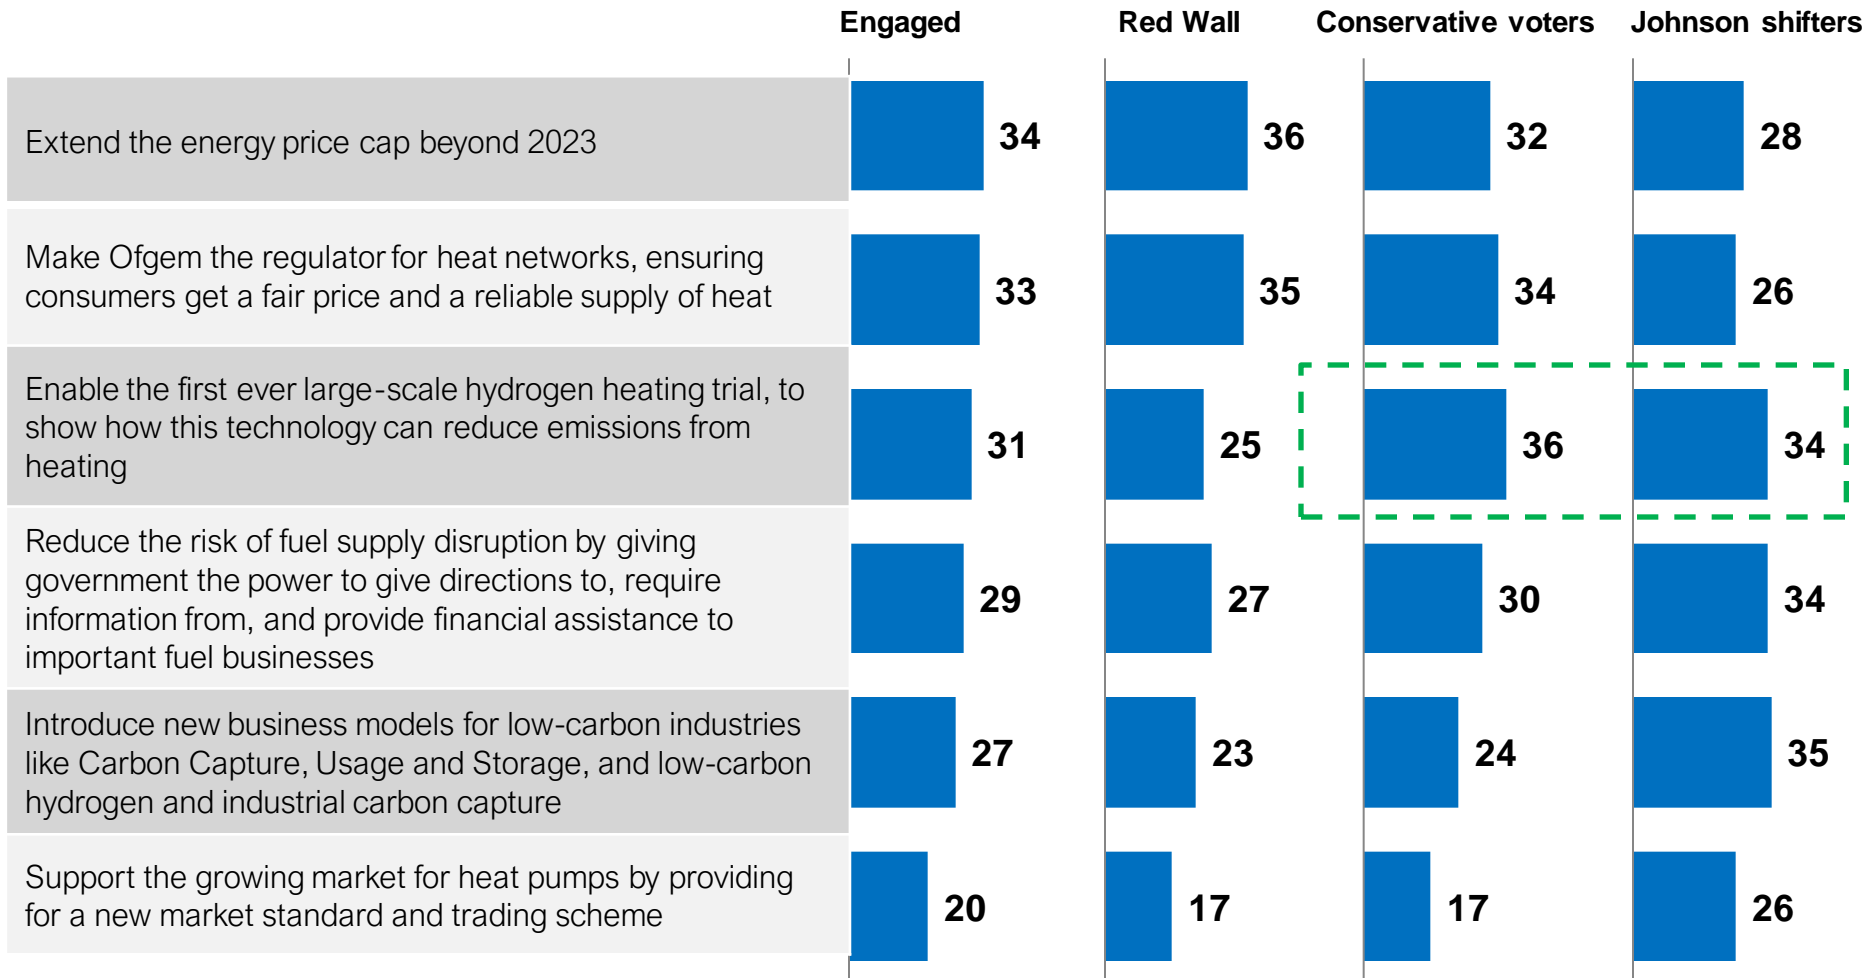 Engaged Red Wall Conservative voters Johnson shifters
Extend the energy price cap beyond 2023
34 36 32 28
Make Ofgem the regulator for heat networks, ensuring
consumers get a fair price and a reliable supply of heat
33 35 34 26
Enable the first ever large-scale hydrogen heating trial, to
show how this technology can reduce emissions from
heating
31 25 36 34
Reduce the risk of fuel supply disruption by giving
government the power to give directions to, require
information from, and provide financial assistance to
important fuel businesses
29 27 30 34
Introduce new business models for low-carbon industries
like Carbon Capture, Usage and Storage, and low-carbon
hydrogen and industrial carbon capture
27 23 24 35
Support the growing market for heat pumps by providing
for a new market standard and trading scheme
20 17 17 26